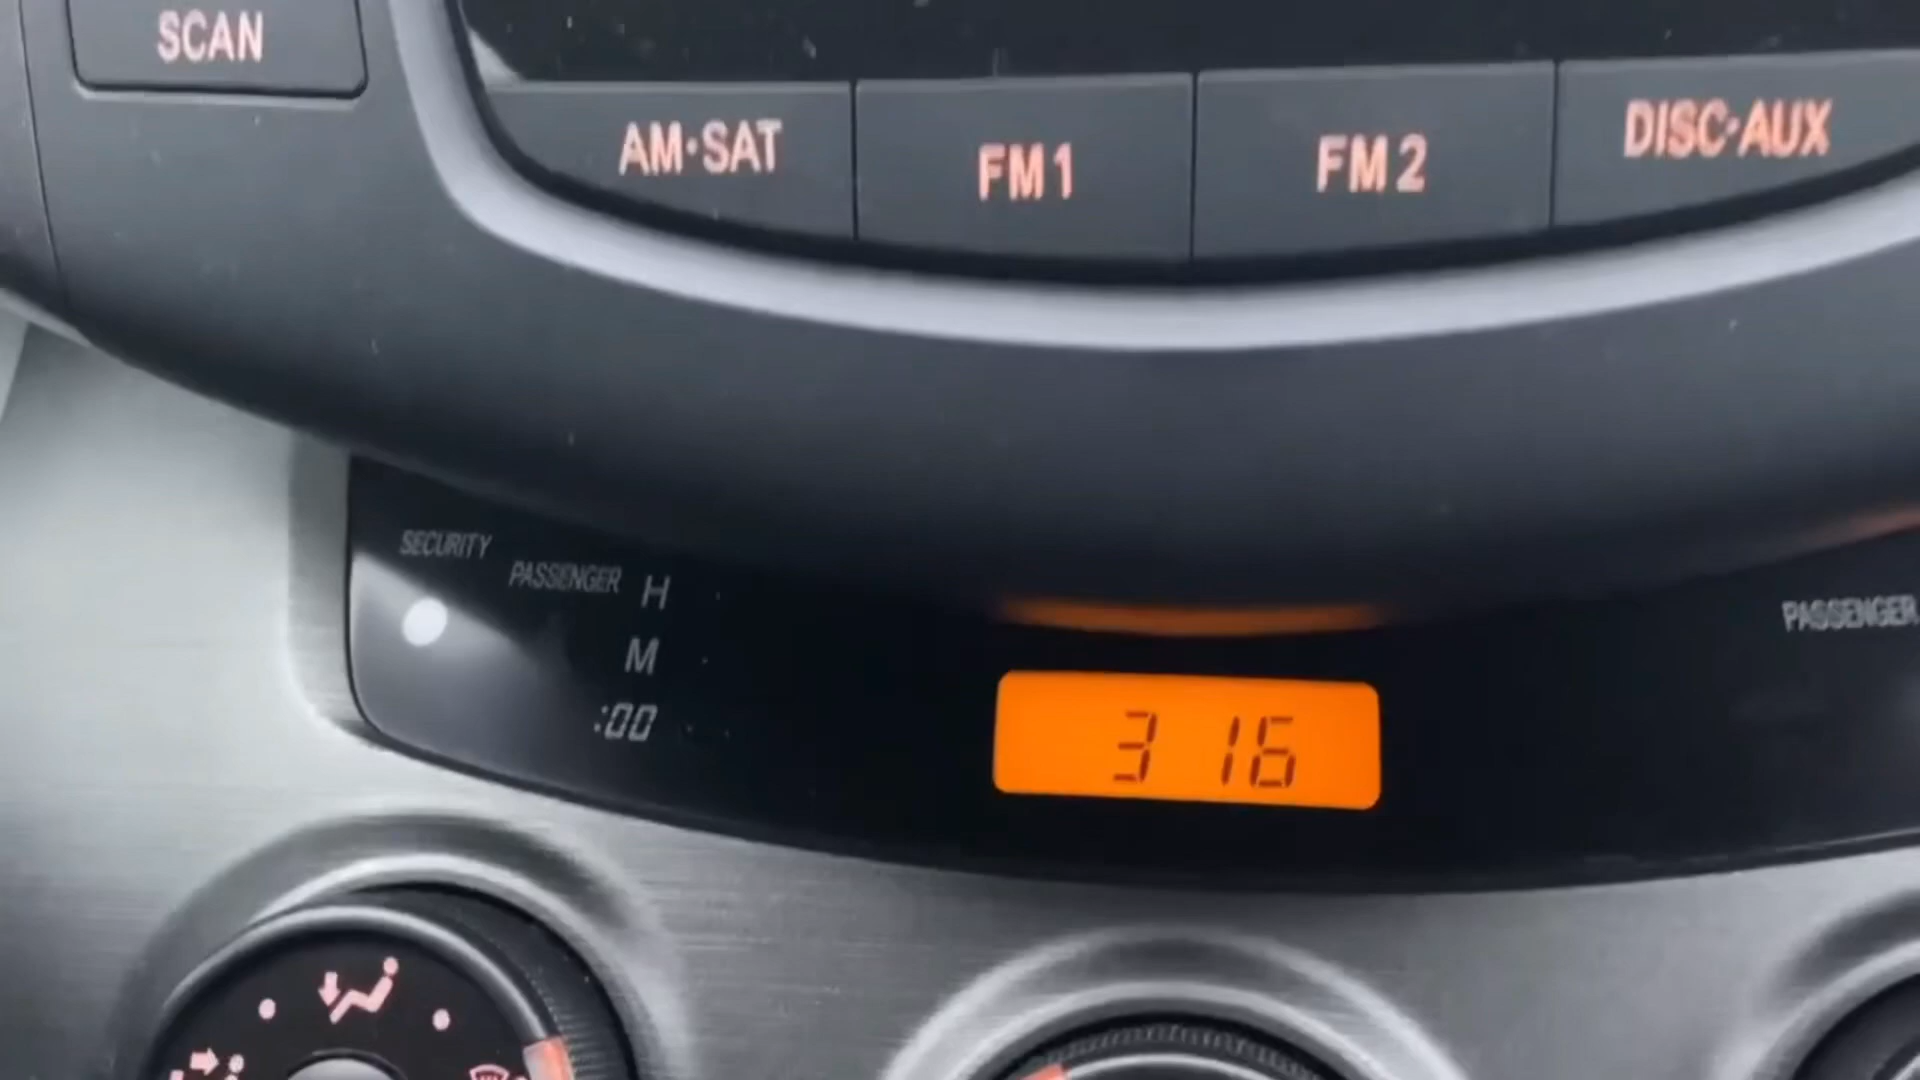 SCAN
AM·SAT
FM1
FM2
DISC·AUX
SECURITY
PASSENGER
H
M
:00
3 16
PASSENGER